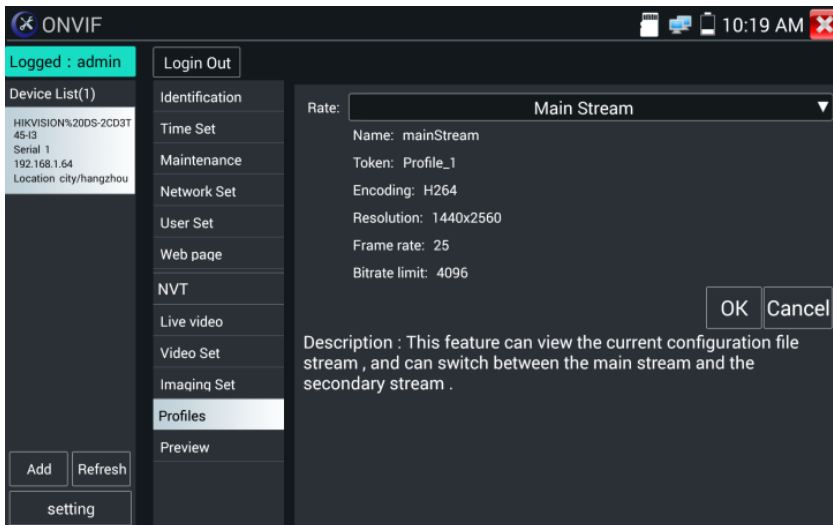 ONVIF
10:19 AM
Logged : admin
Login Out
Device List(1)
HIKVISION%20DS-2CD3T
45-I3
Serial 1
192.168.1.64
Location city/hangzhou
Identification
Time Set
Maintenance
Network Set
User Set
Web page
NVT
Live video
Video Set
Imaging Set
Profiles
Preview
Rate:
Main Stream
Name: mainStream
Token: Profile_1
Encoding: H264
Resolution: 1440x2560
Frame rate: 25
Bitrate limit: 4096
OK
Cancel
Description : This feature can view the current configuration file
stream , and can switch between the main stream and the
secondary stream .
Add
Refresh
setting